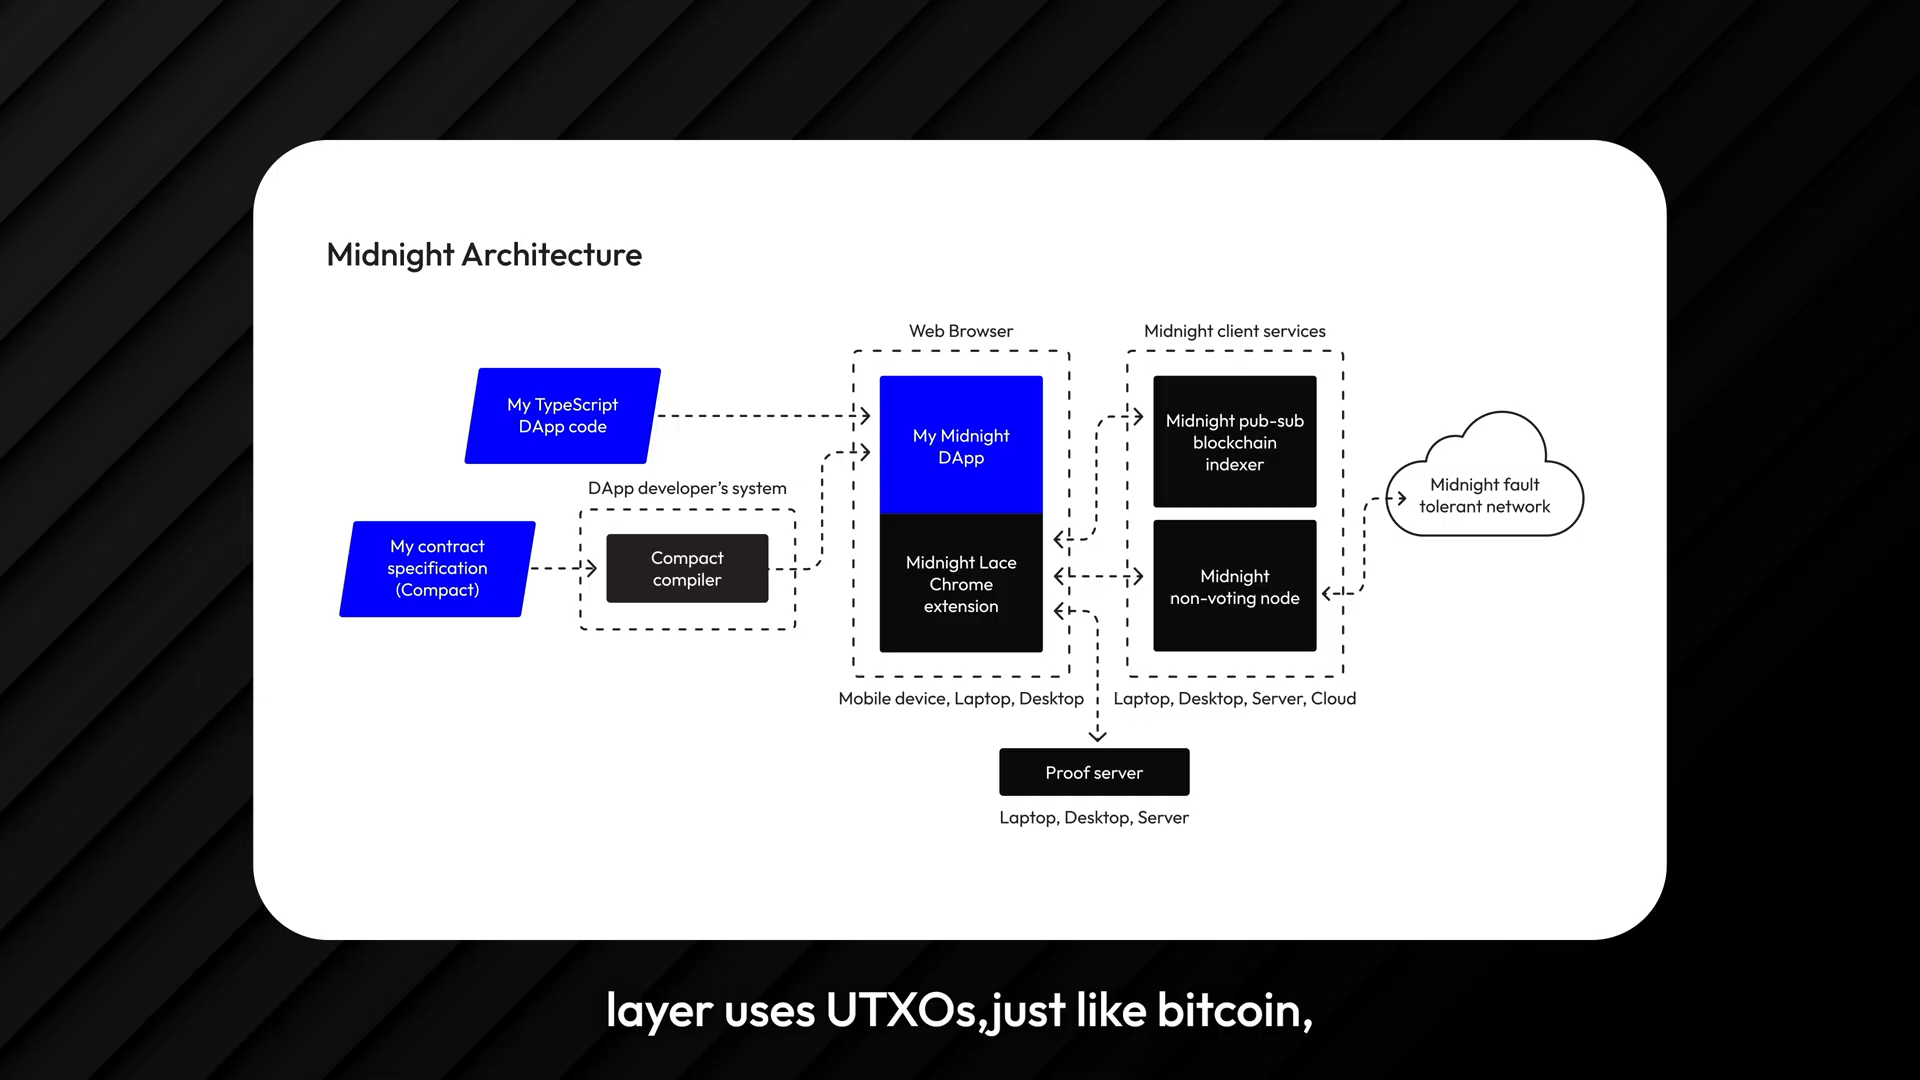 Midnight Architecture
Web Browser
Midnight client services
My TypeScript
DApp code
My Midnight
DApp
Midnight pub-sub
blockchain
indexer
DApp developer's system
Midnight fault
tolerant network
My contract
specification
(Compact)
Compact
compiler
Midnight Lace
Chrome
extension
Midnight
non-voting node
Mobile device, Laptop, Desktop
Laptop, Desktop, Server, Cloud
Proof server
Laptop, Desktop, Server
layer uses UTXOs,just like bitcoin,